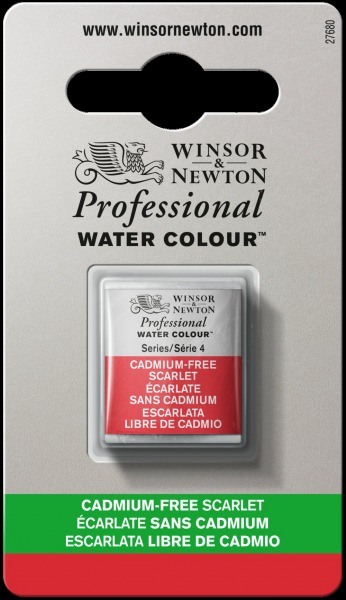 www.winsornewton.com
27680
WINSOR
&
NEWTON
Professional
WATER COLOUR™
WINSOR
&
NEWTON
Professional
WATER COLOUR™
Series/Série 4
CADMIUM-FREE
SCARLET
ÉCARLATE
SANS CADMIUM
ESCARLATA
LIBRE DE CADMIO
CADMIUM-FREE SCARLET
ÉCARLATE SANS CADMIUM
ESCARLATA LIBRE DE CADMIO